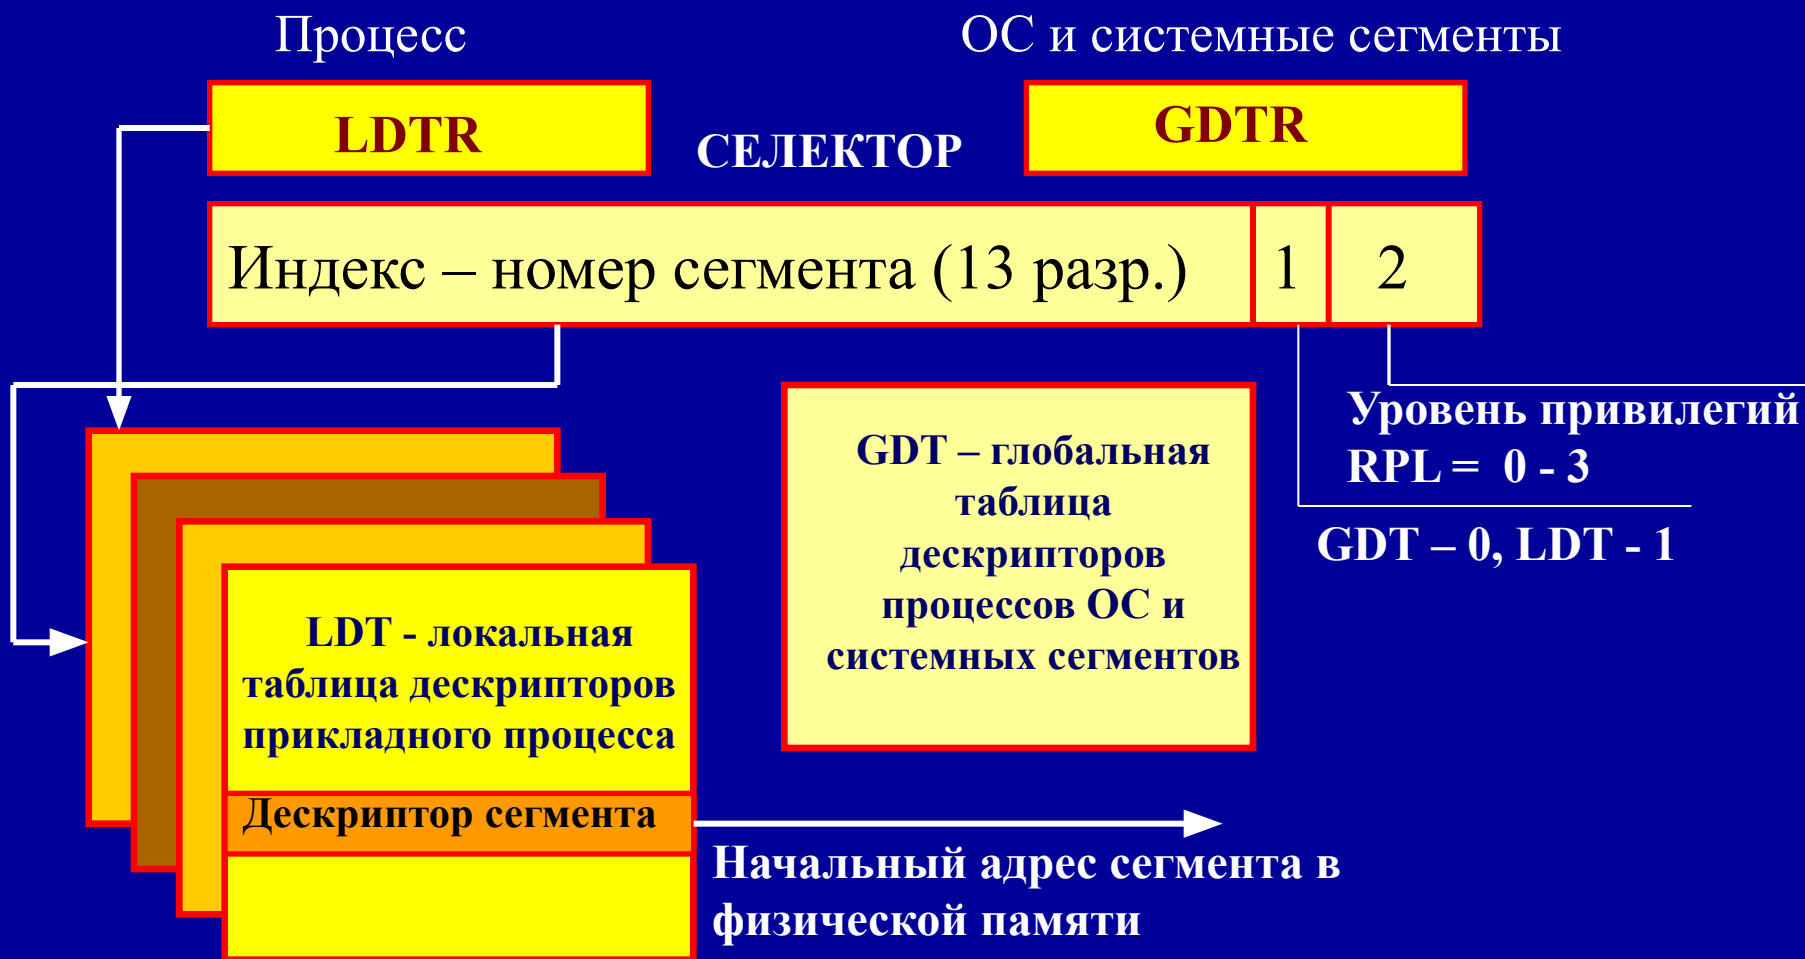 Процесс
ОС и системные сегменты
LDTR
СЕЛЕКТОР
GDTR
Индекс – номер сегмента (13 разр.)
1
2
Уровень привилегий
RPL = 0 - 3
GDT – 0, LDT - 1
GDT – глобальная
таблица
дескрипторов
процессов ОС и
системных сегментов
LDT - локальная
таблица дескрипторов
прикладного процесса
Дескриптор сегмента
Начальный адрес сегмента в
физической памяти